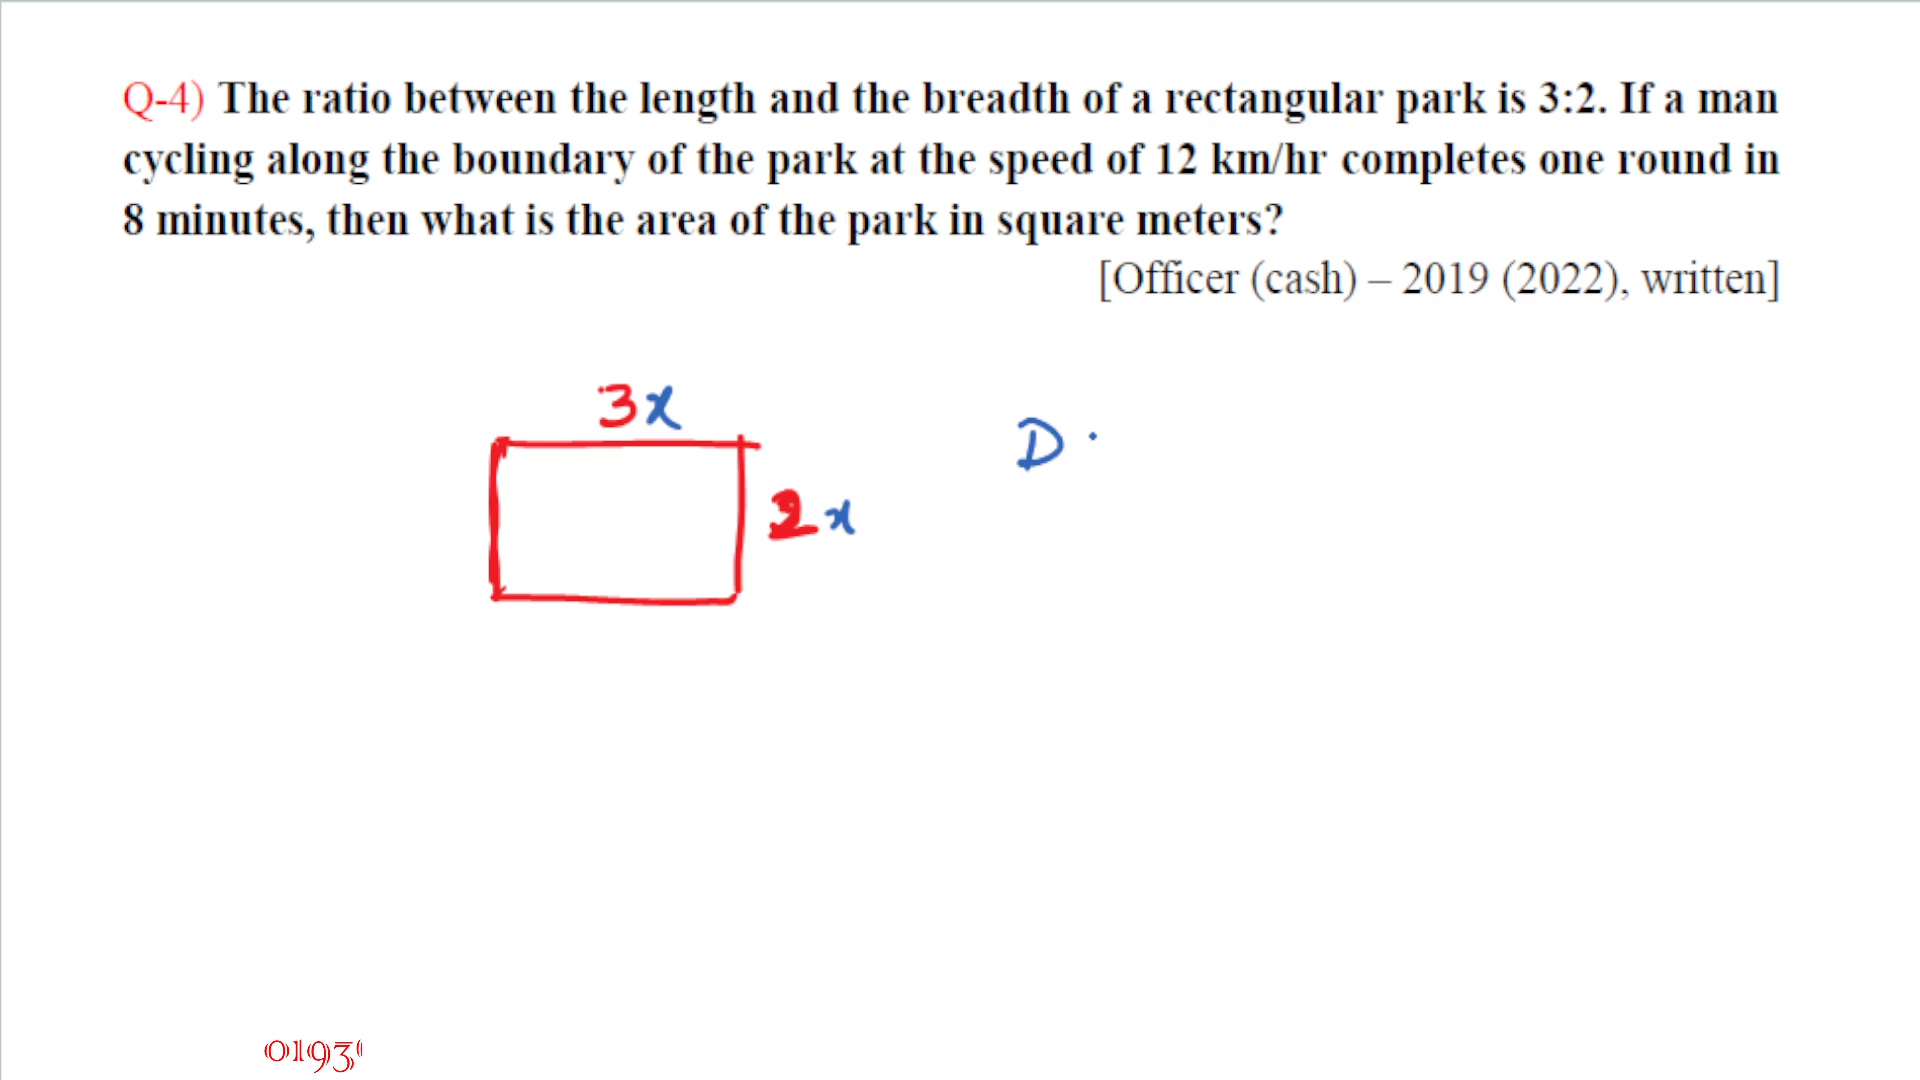 Q-4) The ratio between the length and the breadth of a rectangular park is 3:2. If a man
cycling along the boundary of the park at the speed of 12 km/hr completes one round in
8 minutes, then what is the area of the park in square meters?
[Officer (cash) – 2019 (2022), written]
3x
D
2x
0193